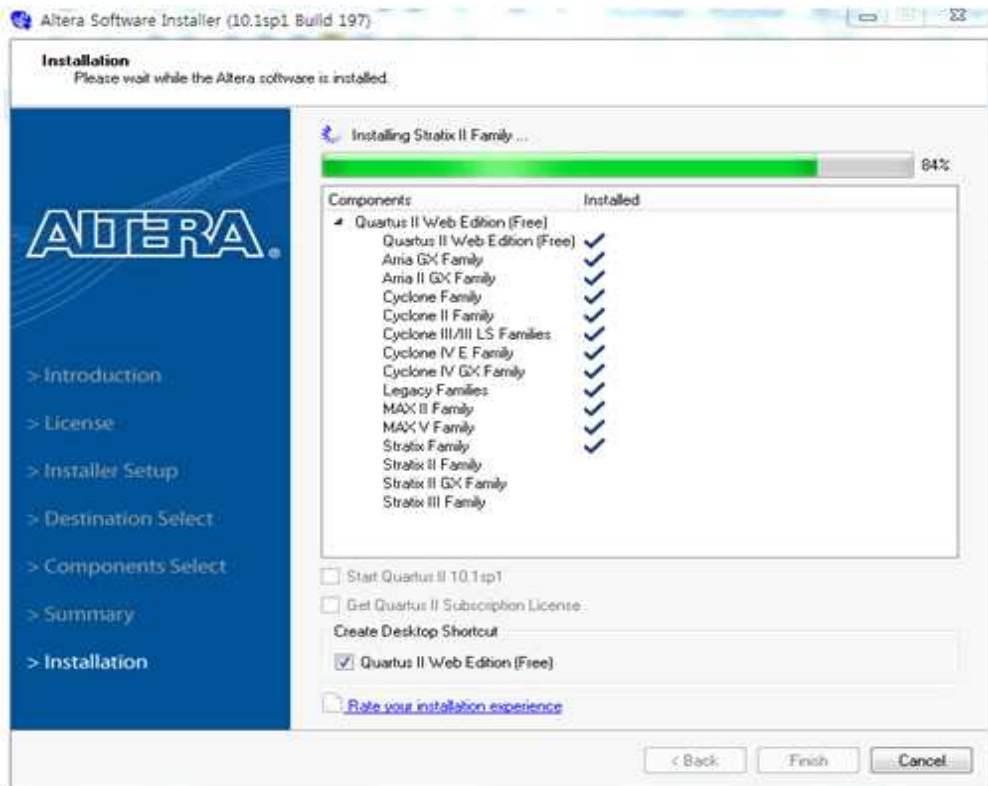 Altera Software Installer (10.1sp1 Build 197)
Installation
Please wait while the Altera software is installed.
ALTERA®
> Introduction
> License
> Installer Setup
> Destination Select
> Components Select
> Summary
> Installation
Installing Stratix II Family ...
84%
Components Installed
Quartus II Web Edition (Free)
Quartus II Web Edition (Free)
Arria GX Family
Arria II GX Family
Cyclone Family
Cyclone II Family
Cyclone III/III LS Families
Cyclone IV E Family
Cyclone IV GX Family
Legacy Families
MAX II Family
MAX V Family
Stratix Family
Stratix II Family
Stratix II GX Family
Stratix III Family
Start Quartus II 10.1sp1
Get Quartus II Subscription License
Create Desktop Shortcut
Quartus II Web Edition (Free)
Rate your installation experience
< Back Finish Cancel